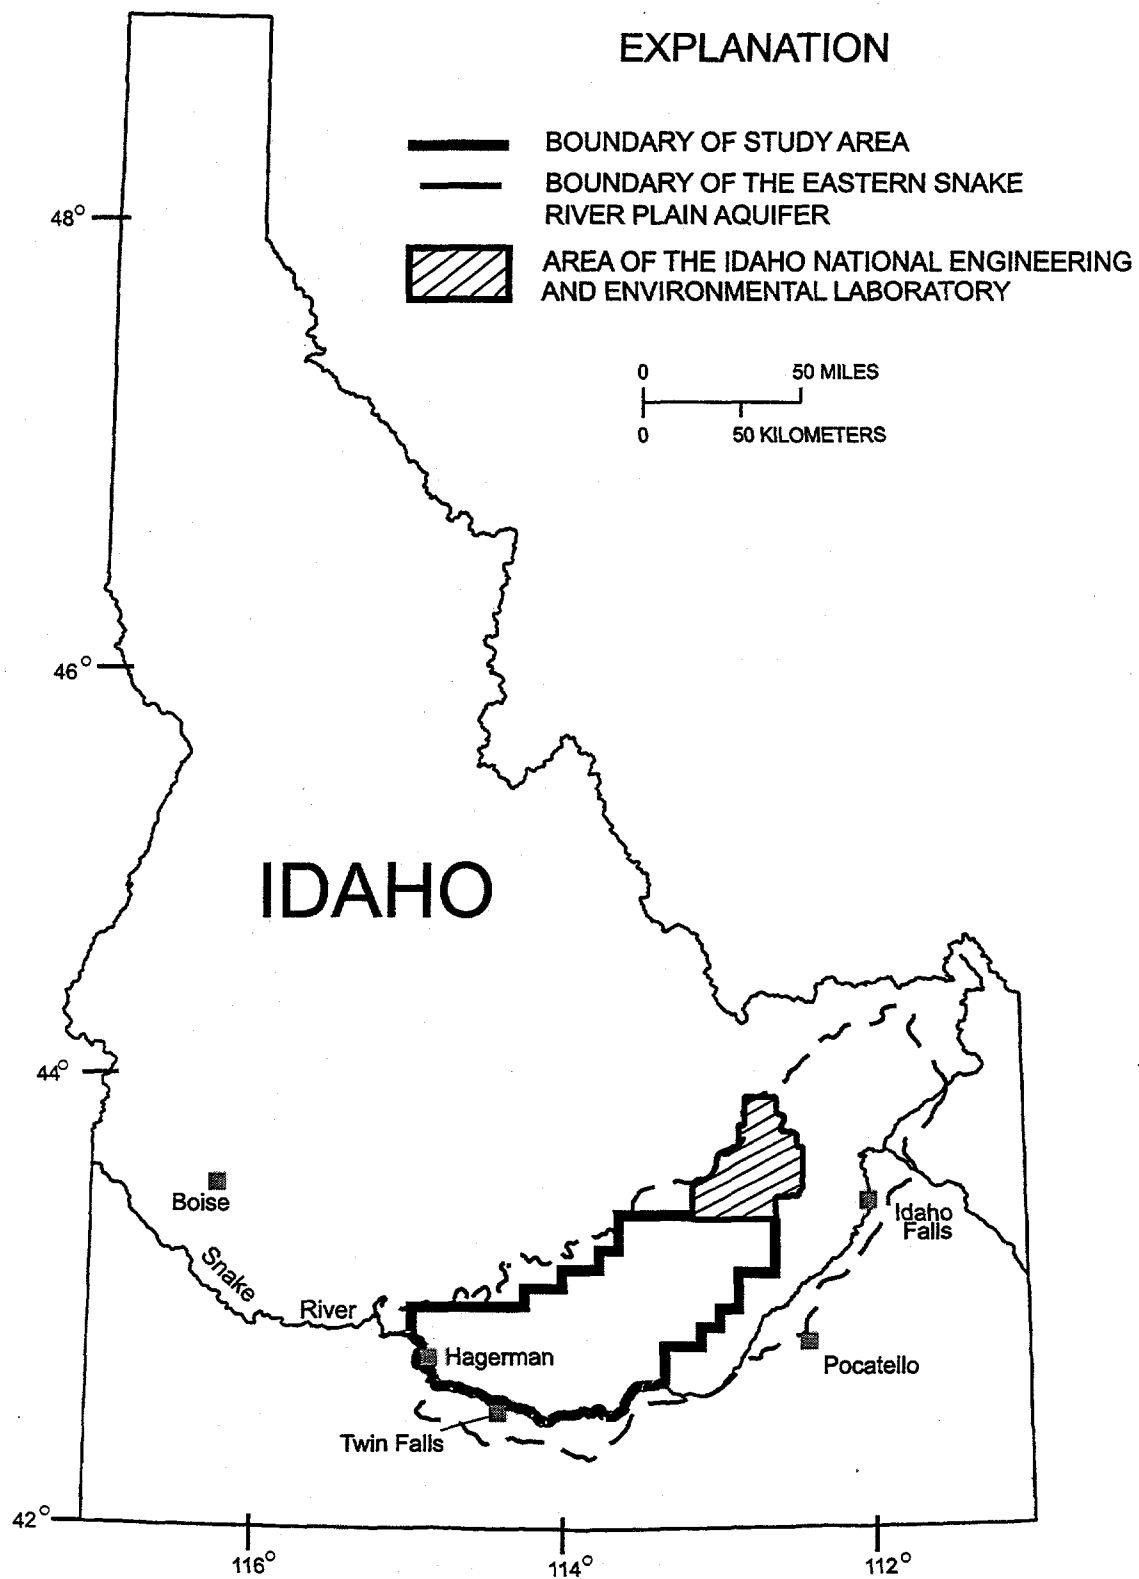 EXPLANATION
BOUNDARY OF STUDY AREA
BOUNDARY OF THE EASTERN SNAKE
RIVER PLAIN AQUIFER
AREA OF THE IDAHO NATIONAL ENGINEERING
AND ENVIRONMENTAL LABORATORY
0 50 MILES
0 50 KILOMETERS
48°
46°
IDAHO
44°
Boise
Idaho
Falls
Snake
River
Hagerman
Pocatello
Twin Falls
42°
116° 114° 112°